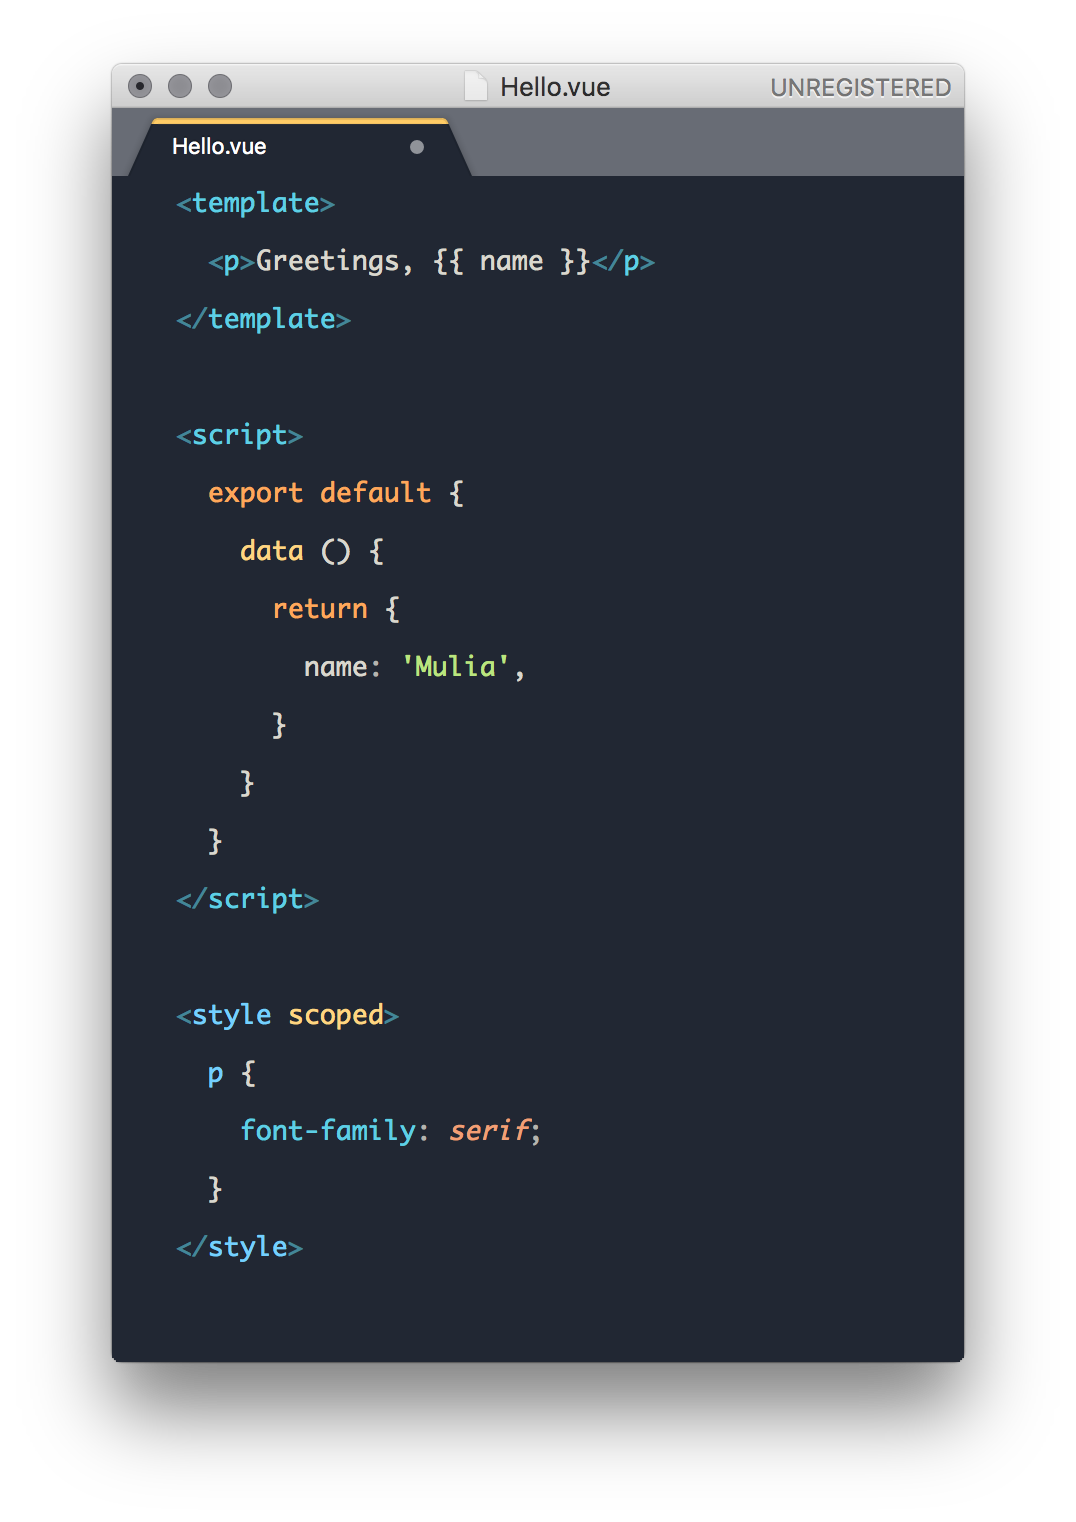 Hello.vue UNREGISTERED
Hello.vue
<template>
  <p>Greetings, {{ name }}</p>
</template>

<script>
  export default {
    data () {
      return {
        name: 'Mulia',
      }
    }
  }
</script>

<style scoped>
  p {
    font-family: serif;
  }
</style>